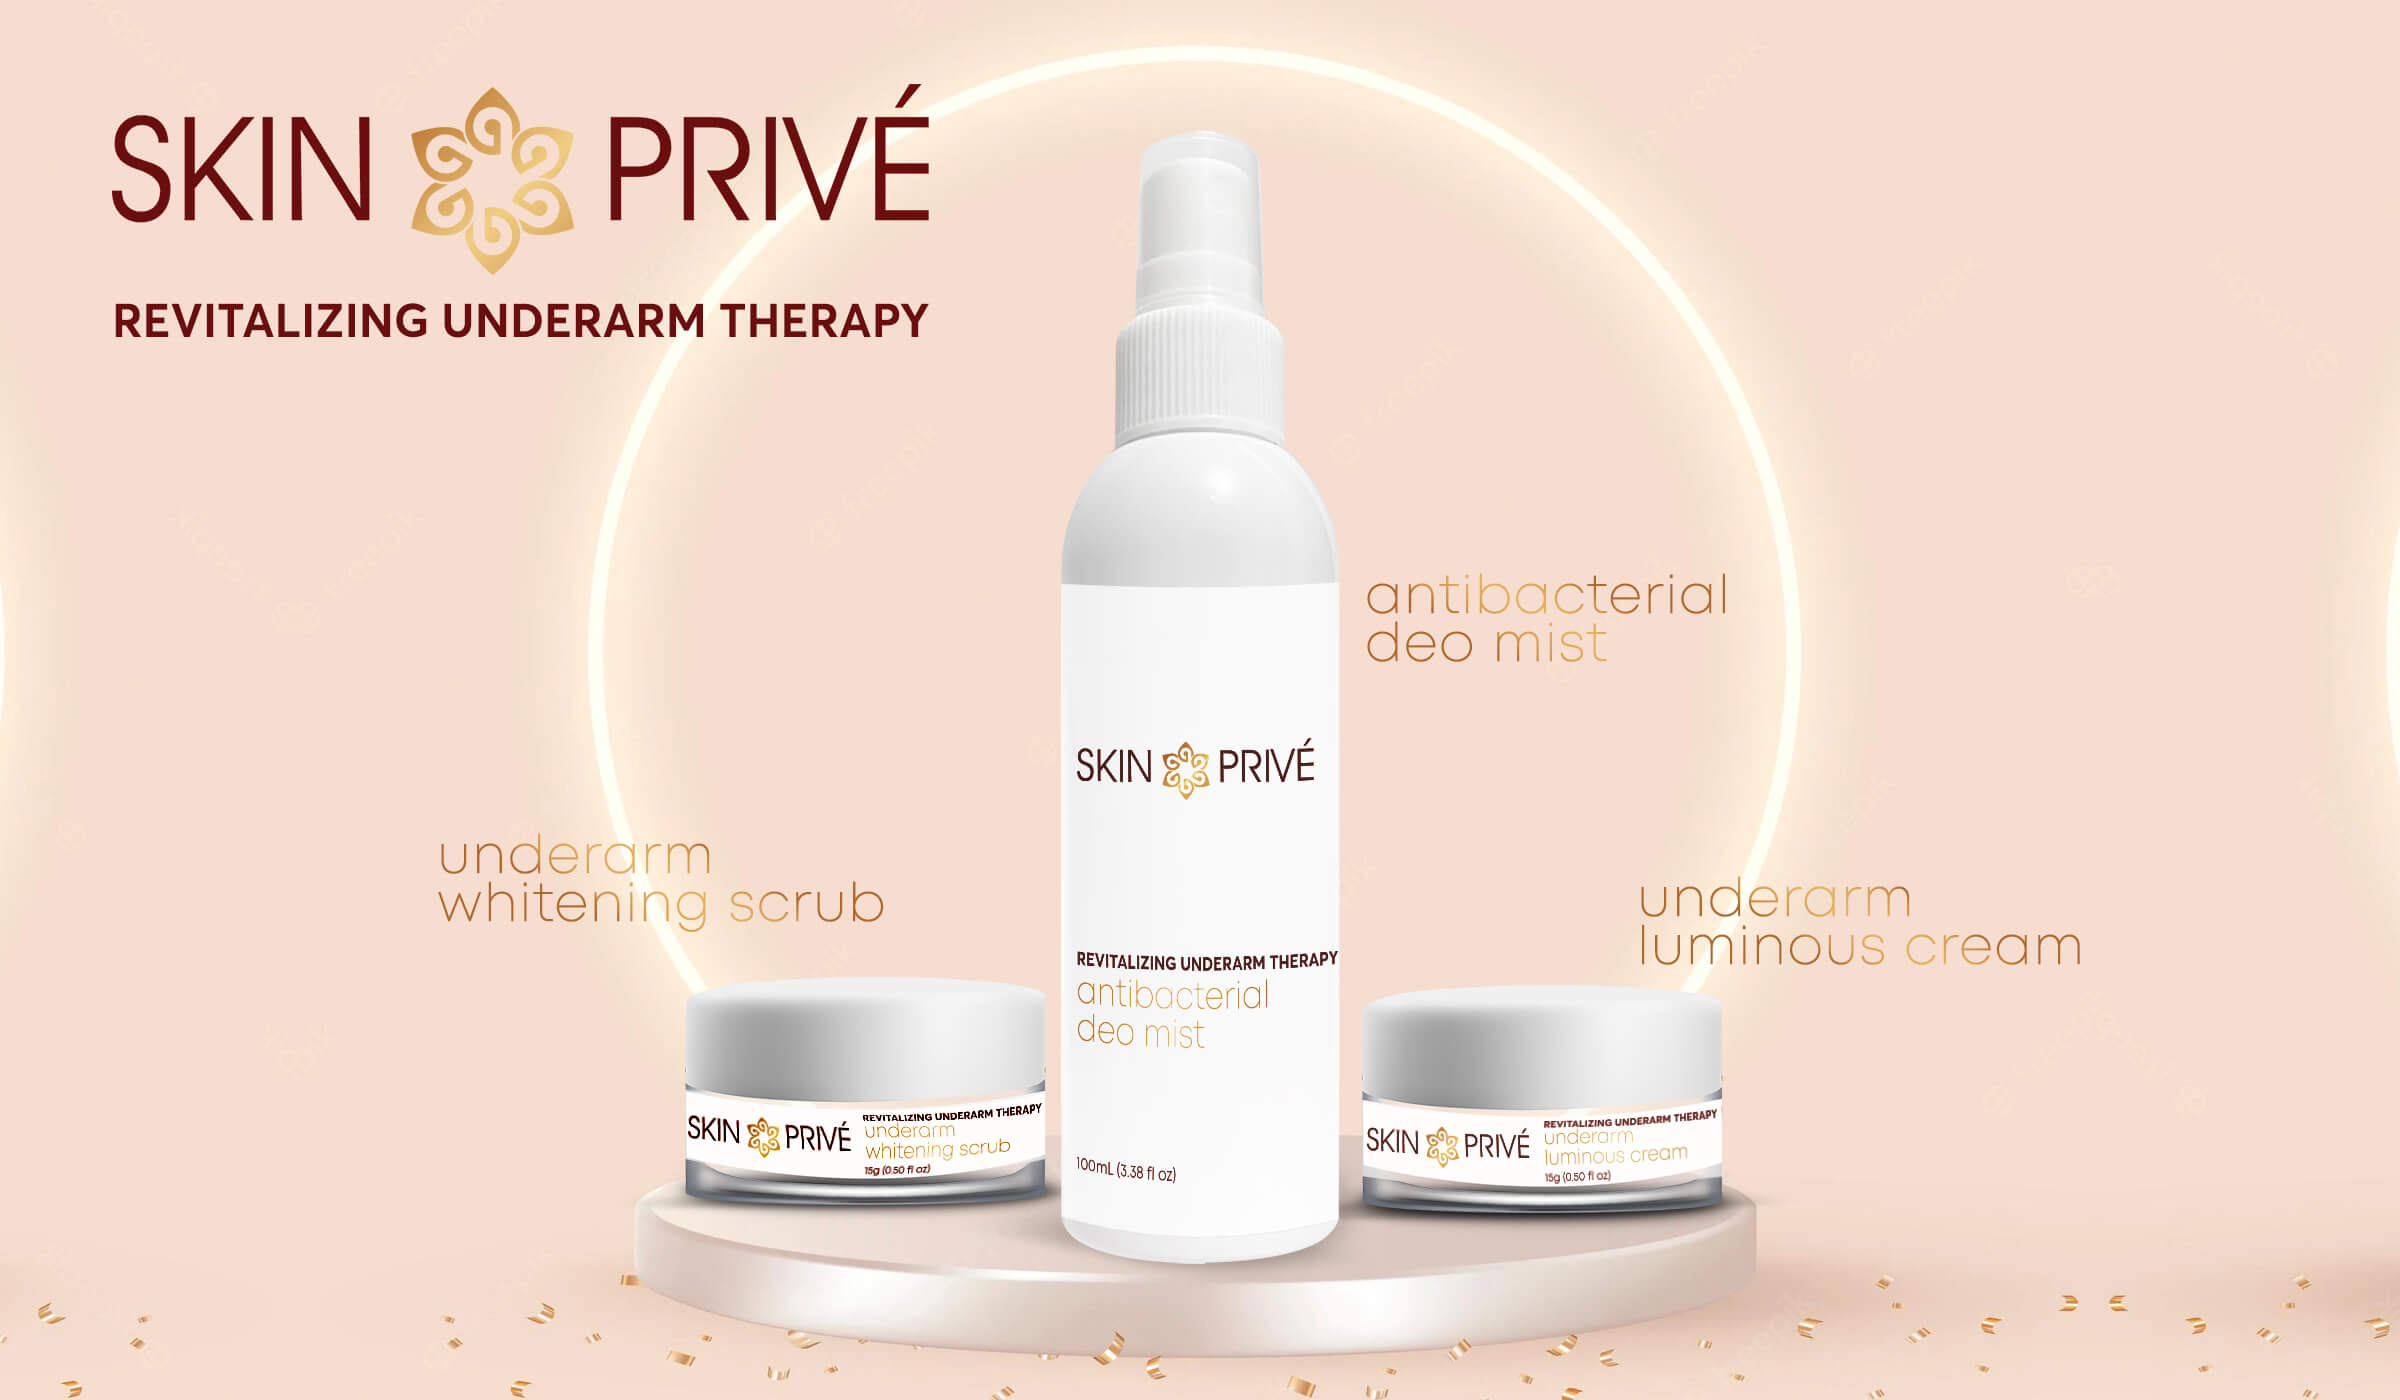 SKIN PRIVÉ
REVITALIZING UNDERARM THERAPY
antibacterial
deo mist
underarm
whitening scrub
underarm
luminous cream
SKIN PRIVÉ
REVITALIZING UNDERARM THERAPY
antibacterial
deo mist
100mL (3.38 fl oz)
SKIN PRIVÉ
REVITALIZING UNDERARM THERAPY
underarm
whitening scrub
15g (0.50 fl oz)
SKIN PRIVÉ
REVITALIZING UNDERARM THERAPY
underarm
luminous cream
15g (0.50 fl oz)
freepik